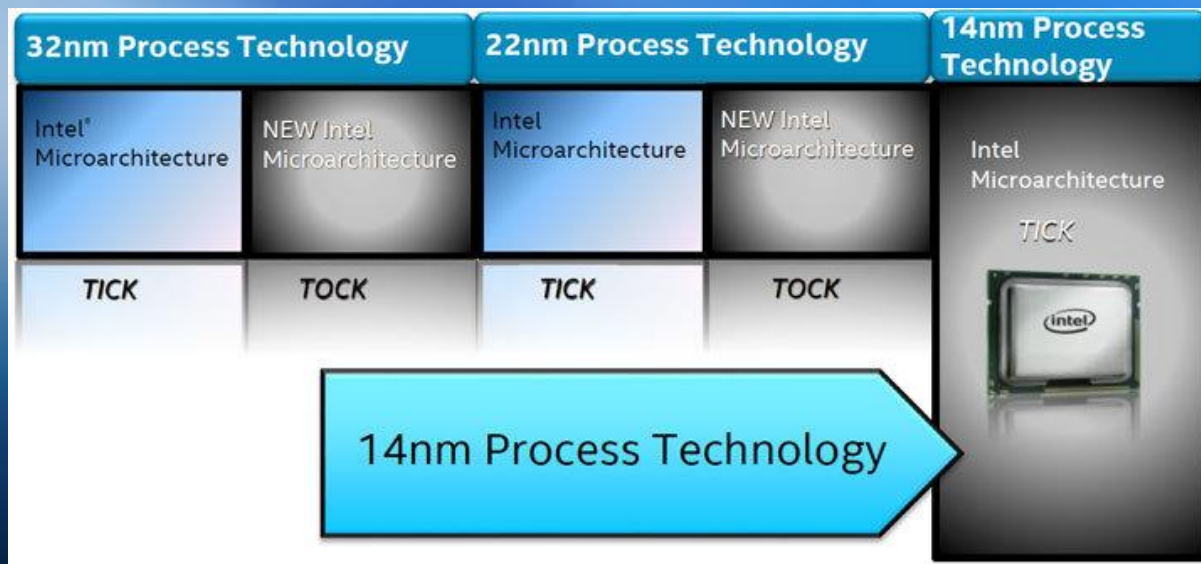 32nm Process Technology
22nm Process Technology
14nm Process
Technology
Intel®
Microarchitecture
NEW Intel
Microarchitecture
Intel
Microarchitecture
NEW Intel
Microarchitecture
Intel
Microarchitecture
TICK
intel
TICK
TOCK
TICK
TOCK
14nm Process Technology